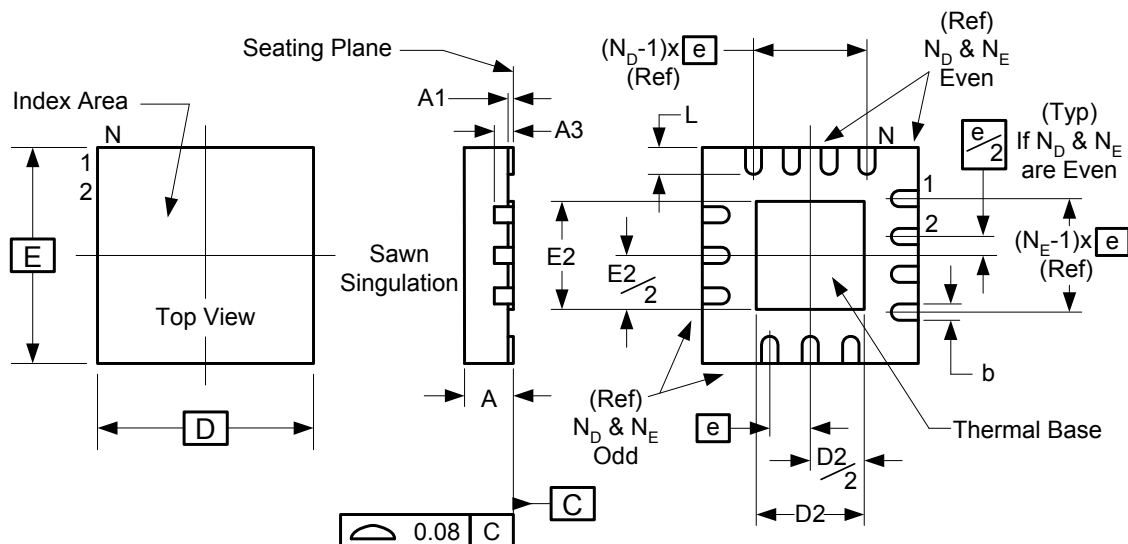 Seating Plane
Index Area
A1
A3
N
1
2
E
Top View
D
Sawn
Singulation
A
0.08 C
C
(N_D-1)x e
(Ref)
(Ref)
N_D & N_E
Even
L
N
e/2
(Typ)
If N_D & N_E
are Even
1
2
(N_E-1)x e
(Ref)
E2
E2/2
b
(Ref)
N_D & N_E
Odd
e
Thermal Base
D2/2
D2